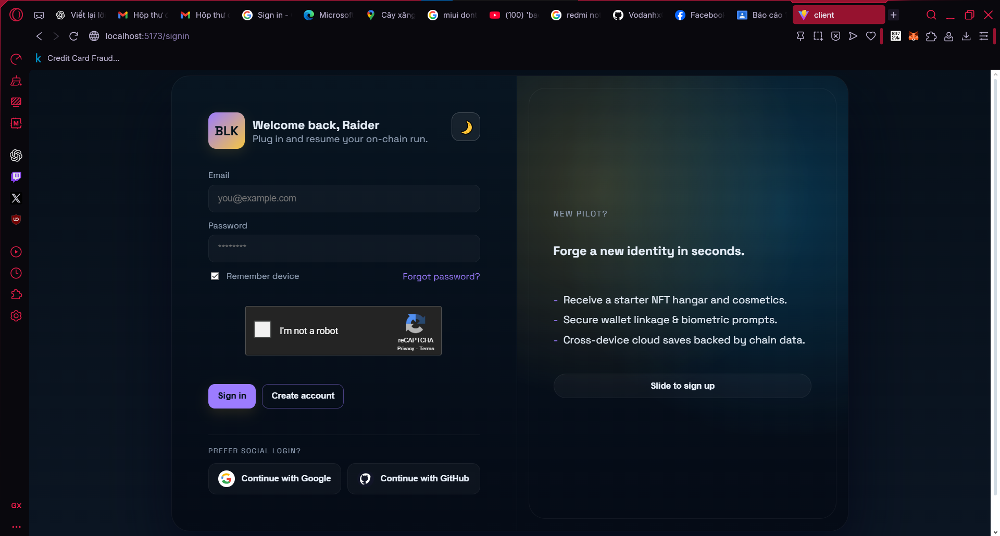 Viết lại lờ
Hộp thư
Hộp thư
Sign in -
Microsof
Cây xăng
miui dont
(100) 'ba
redmi no
Vodanhx
Facebook
Báo cáo
client
localhost:5173/signin
k Credit Card Fraud...
M
BLK
Welcome back, Raider
Plug in and resume your on-chain run.
Email
you@example.com
Password
********
Remember device
Forgot password?
I'm not a robot
reCAPTCHA
Privacy - Terms
Sign in
Create account
PREFER SOCIAL LOGIN?
Continue with Google
Continue with GitHub
NEW PILOT?
Forge a new identity in seconds.
- Receive a starter NFT hangar and cosmetics.
- Secure wallet linkage & biometric prompts.
- Cross-device cloud saves backed by chain data.
Slide to sign up
GX